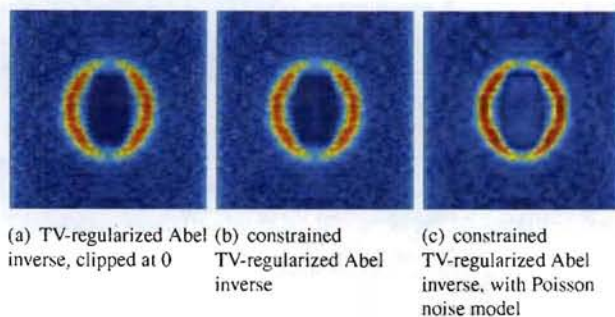 (a) TV-regularized Abel inverse, clipped at 0
(b) constrained TV-regularized Abel inverse
(c) constrained TV-regularized Abel inverse, with Poisson noise model